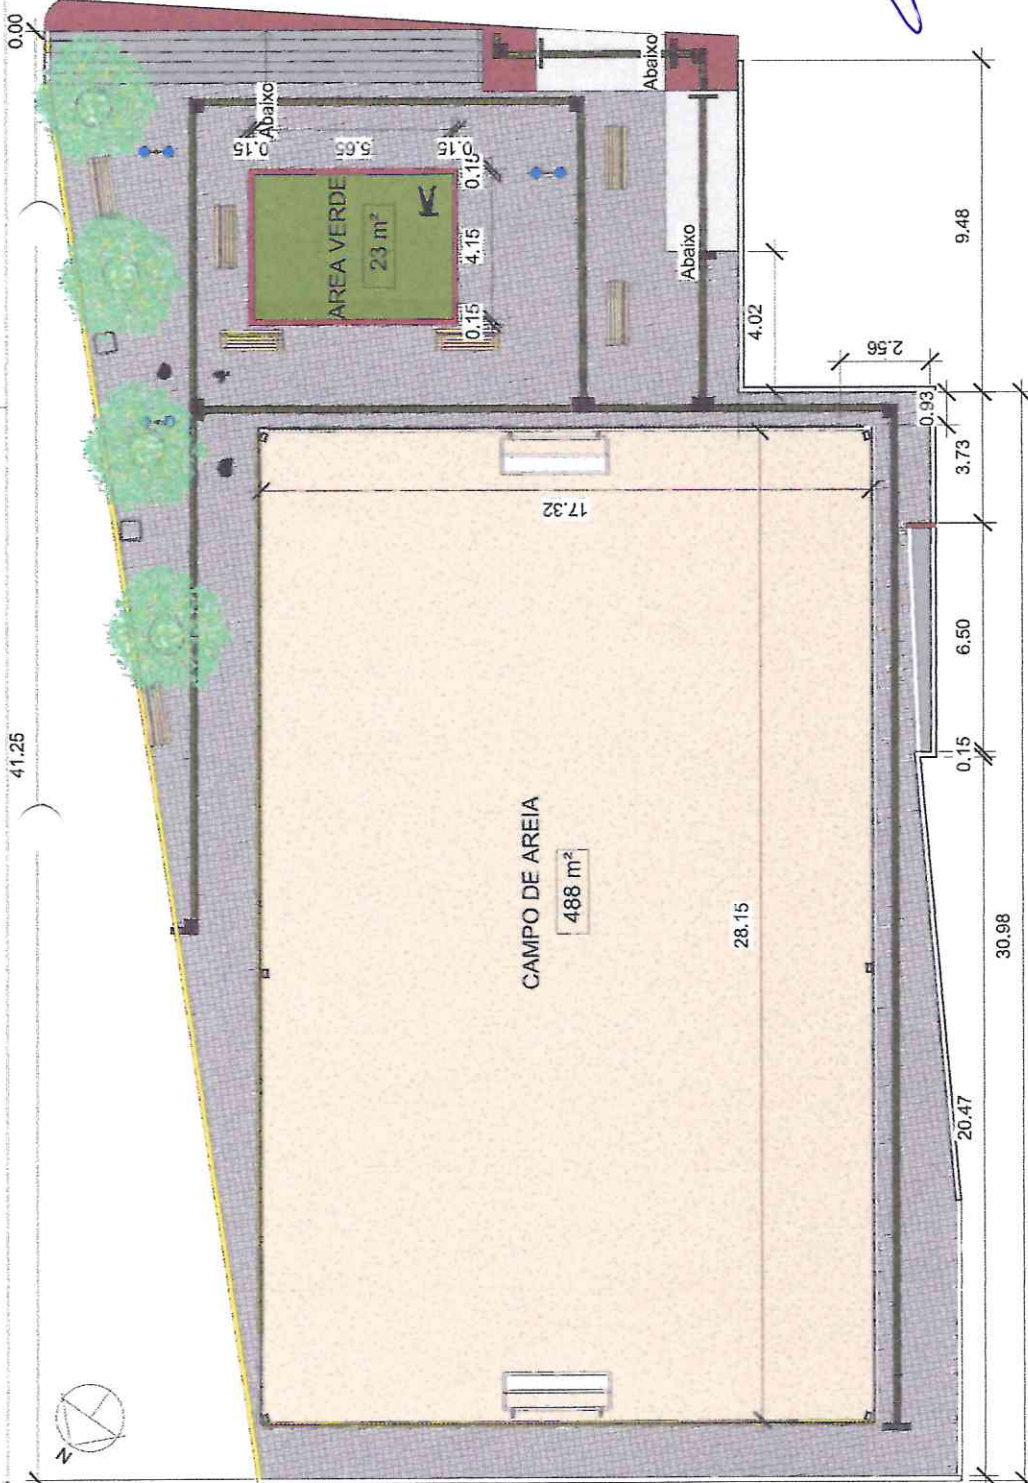 0.00
41.25
Abaixo
0.15
5.65
0.15
AREA VERDE
23 m²
0.15
4.15
0.15
Abaixo
Abaixo
9.48
4.02
2.56
0.93
3.73
17.32
6.50
0.15
CAMPO DE AREIA
488 m²
28.15
30.98
20.47
N